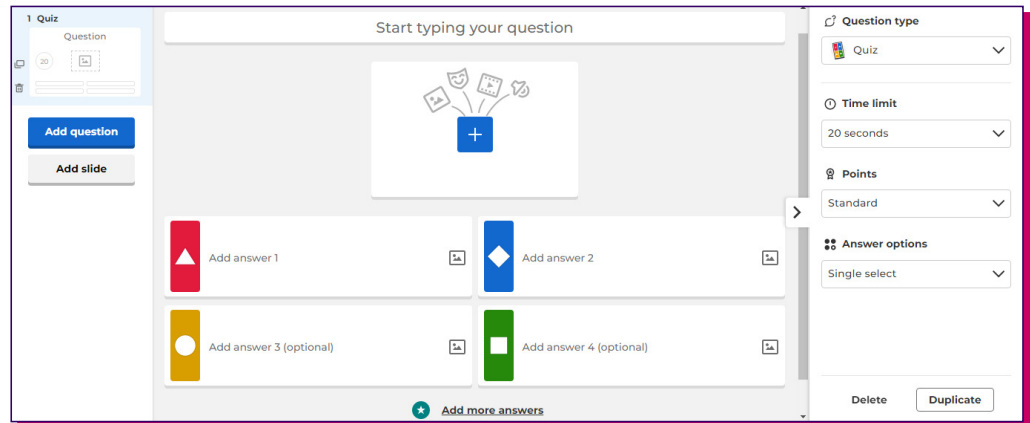 1 Quiz
Question
20
Add question
Add slide
Start typing your question
Add answer 1
Add answer 2
Add answer 3 (optional)
Add answer 4 (optional)
Add more answers
Question type
Quiz
Time limit
20 seconds
Points
Standard
Answer options
Single select
Delete
Duplicate